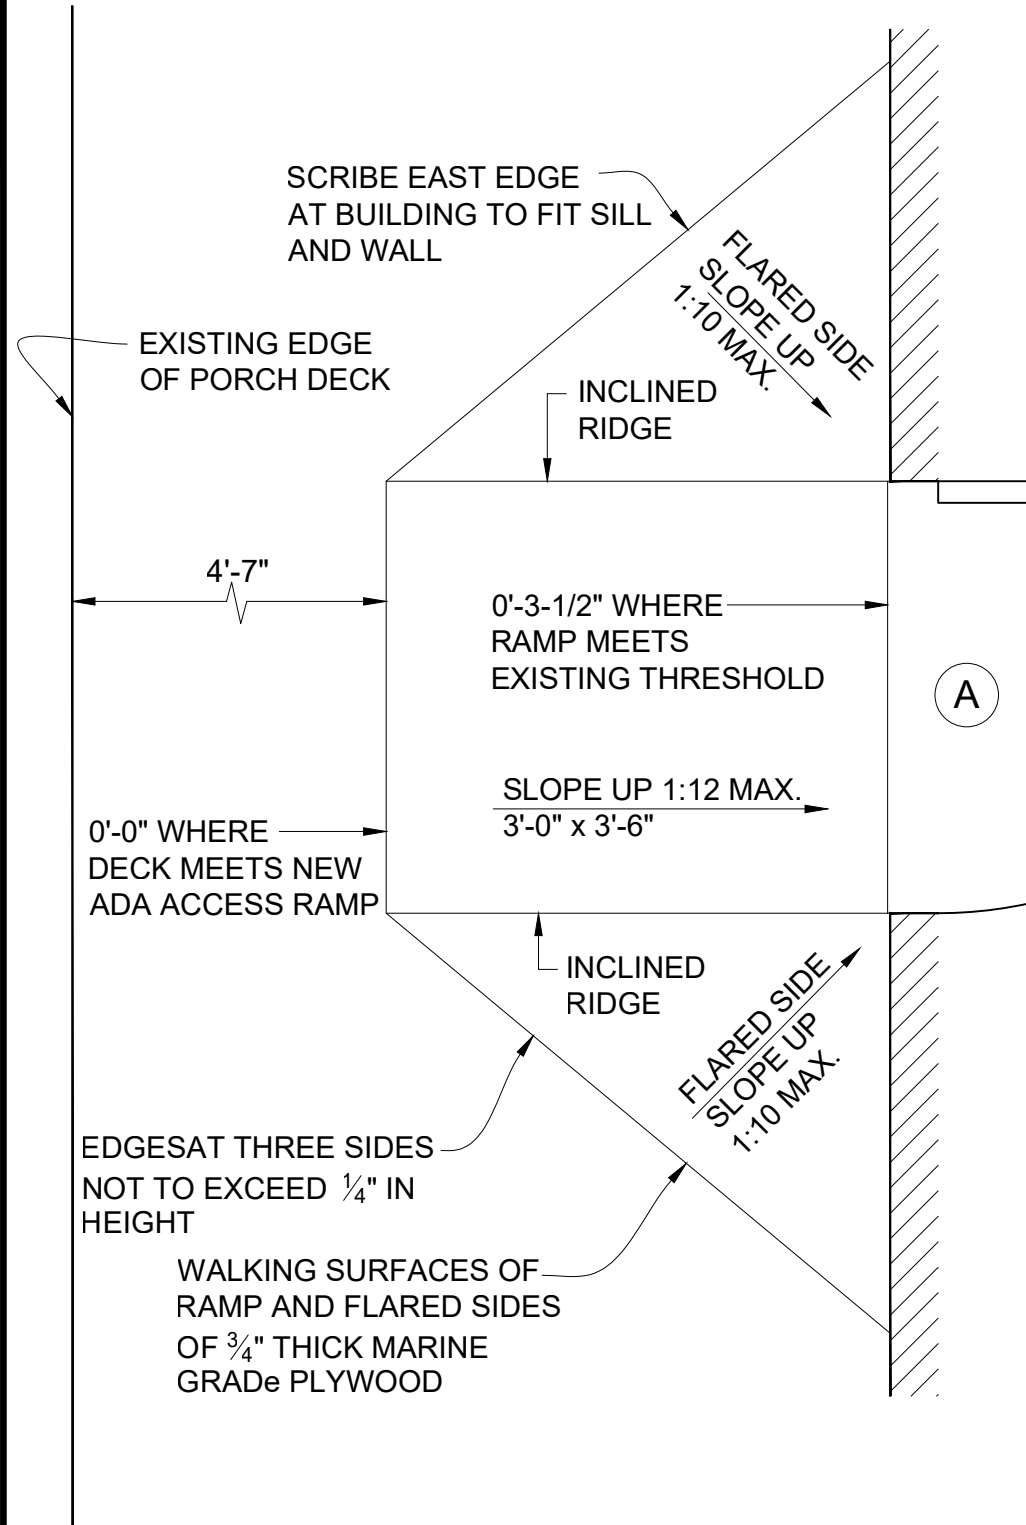 SCRIBE EAST EDGE
AT BUILDING TO FIT SILL
AND WALL
FLARED SIDE
SLOPE UP
1:10 MAX.
EXISTING EDGE
OF PORCH DECK
INCLINED
RIDGE
4'-7"
0'-3-1/2" WHERE
RAMP MEETS
EXISTING THRESHOLD
A
SLOPE UP 1:12 MAX.
3'-0" x 3'-6"
0'-0" WHERE
DECK MEETS NEW
ADA ACCESS RAMP
INCLINED
RIDGE
FLARED SIDE
SLOPE UP
1:10 MAX.
EDGESAT THREE SIDES
NOT TO EXCEED ¼" IN
HEIGHT
WALKING SURFACES OF
RAMP AND FLARED SIDES
OF ¾" THICK MARINE
GRADe PLYWOOD